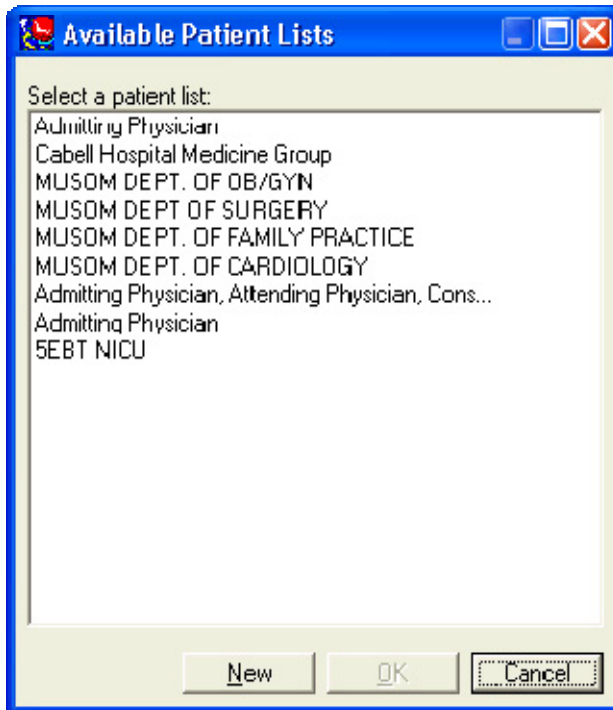 Available Patient Lists
Select a patient list:
Admitting Physician
Cabell Hospital Medicine Group
MUSOM DEPT. OF OB/GYN
MUSOM DEPT OF SURGERY
MUSOM DEPT. OF FAMILY PRACTICE
MUSOM DEPT. OF CARDIOLOGY
Admitting Physician, Attending Physician, Cons...
Admitting Physician
5EBT NICU
New OK Cancel